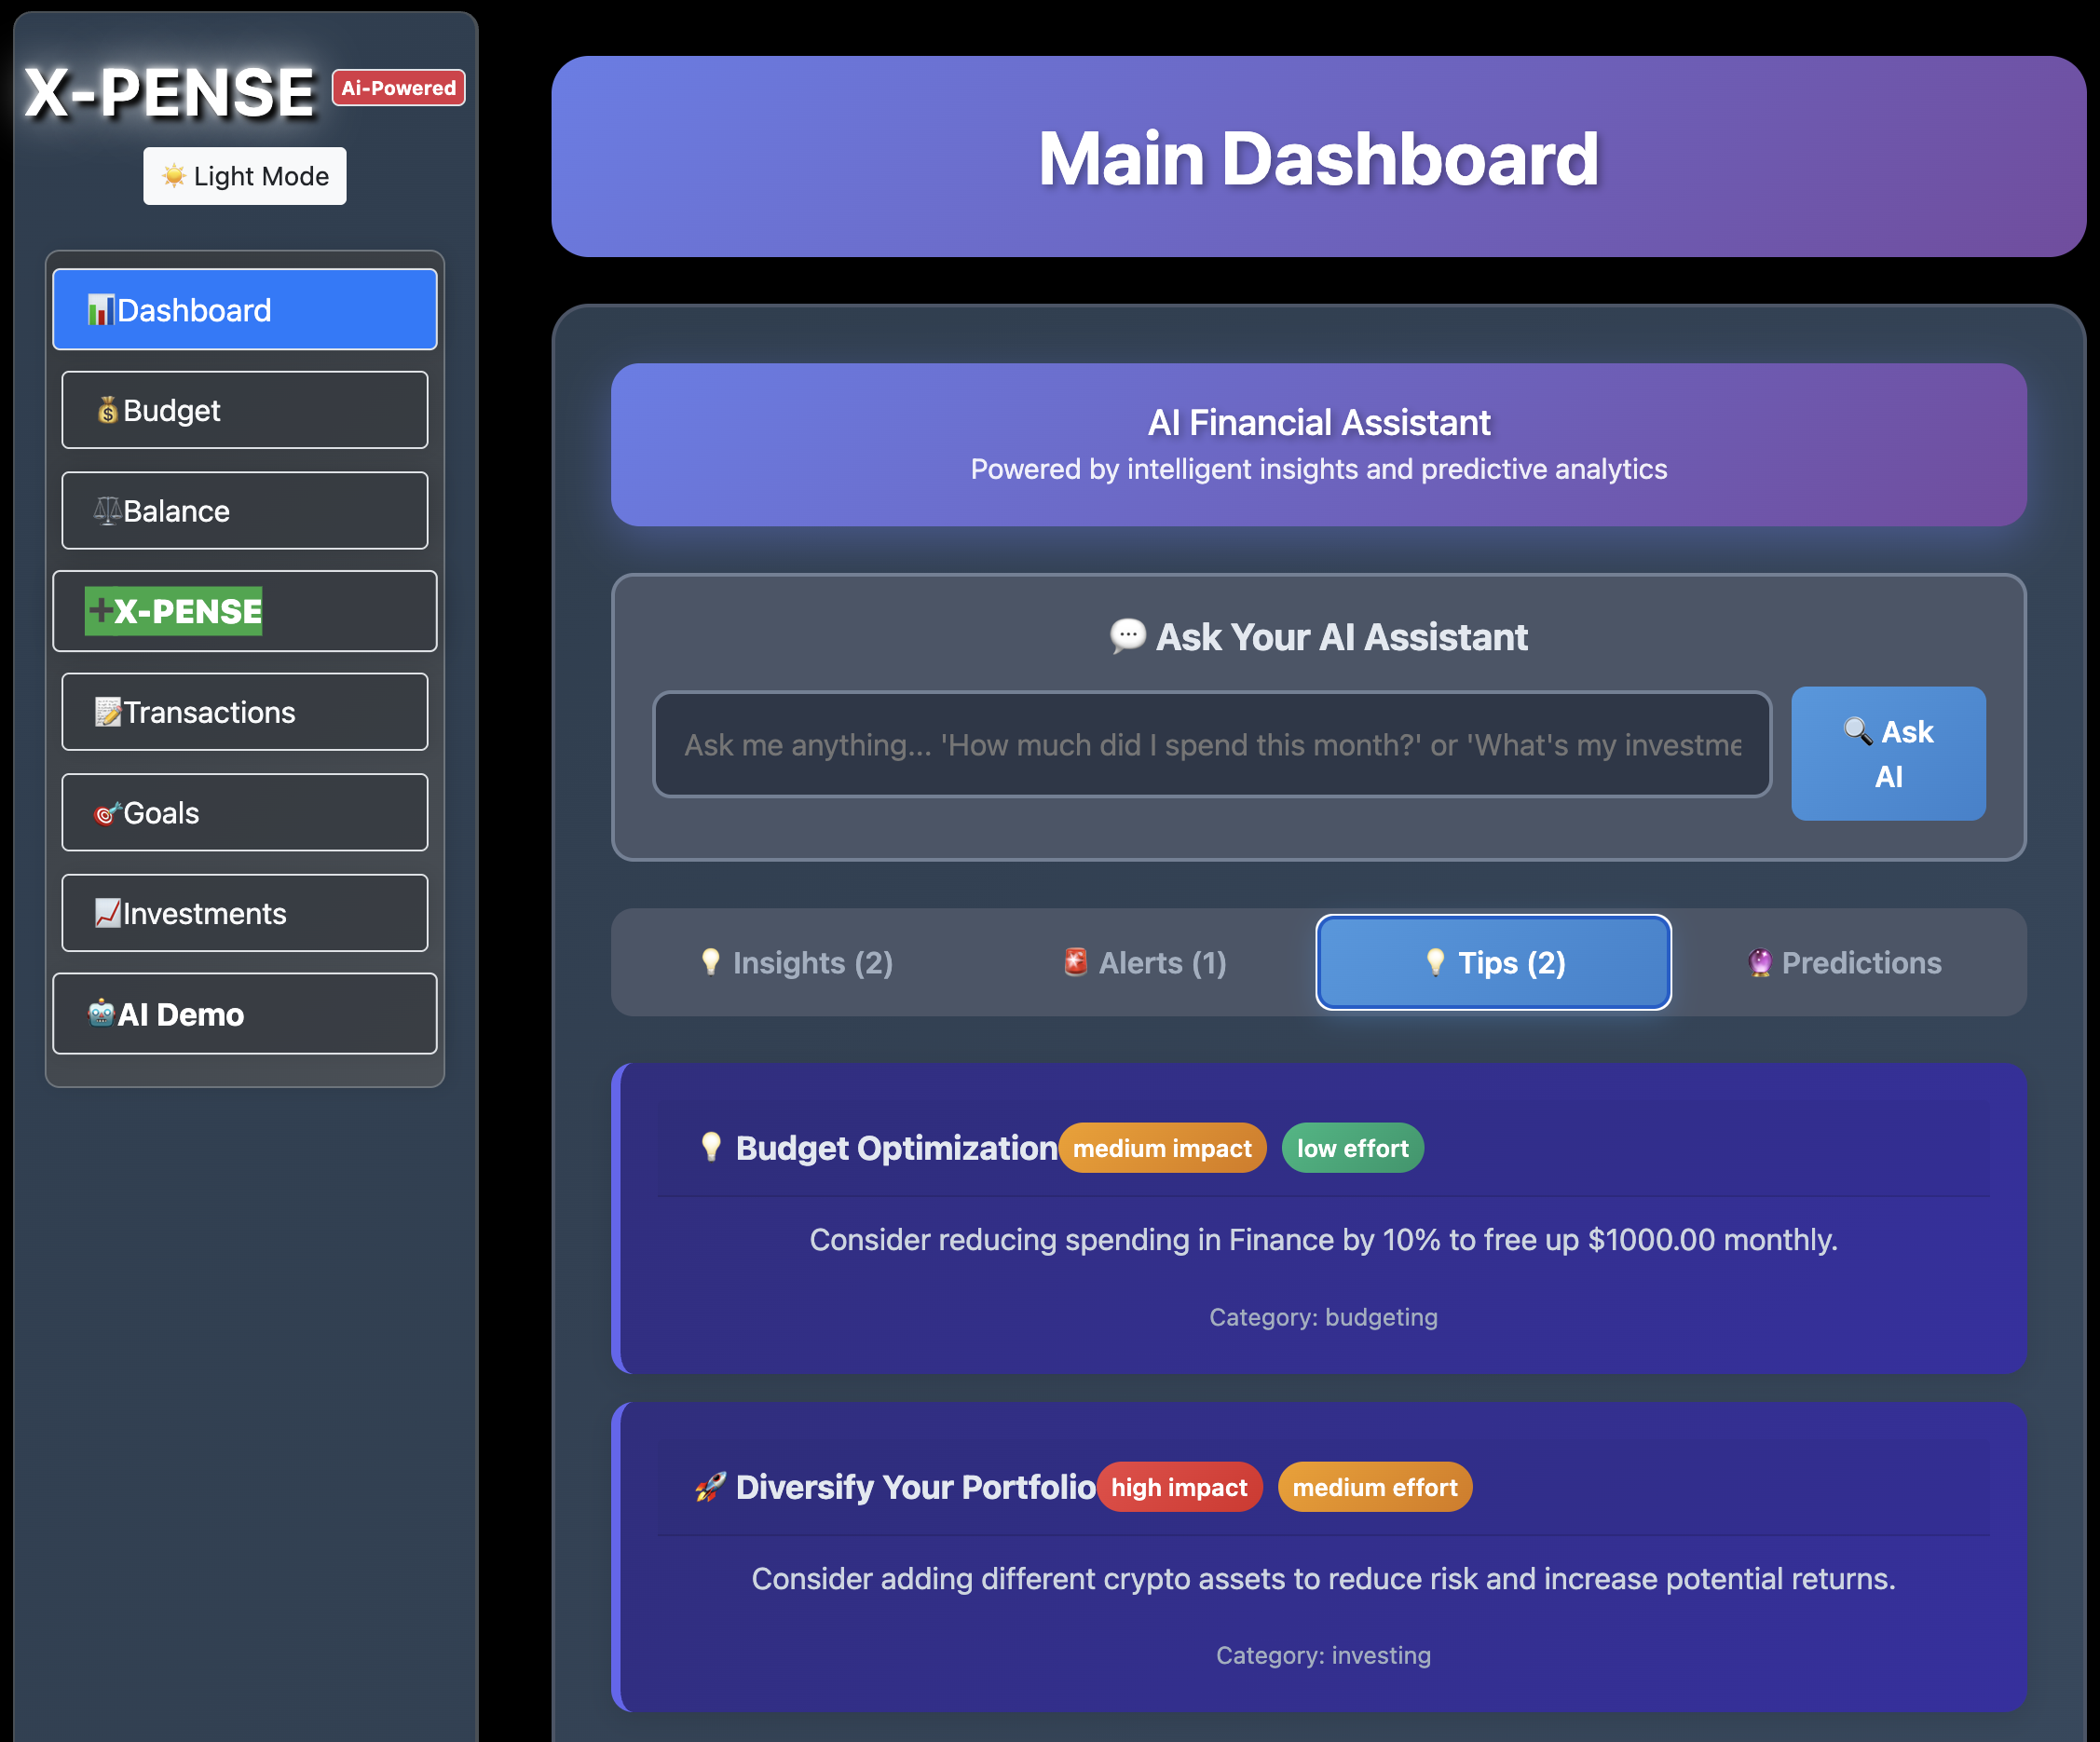 X-PENSE Ai-Powered
☀️ Light Mode
📊Dashboard
💰Budget
⚖️Balance
➕X-PENSE
📝Transactions
🎯Goals
📈Investments
🤖AI Demo
Main Dashboard
AI Financial Assistant
Powered by intelligent insights and predictive analytics
💬 Ask Your AI Assistant
Ask me anything... 'How much did I spend this month?' or 'What's my investme
🔍 Ask
AI
💡 Insights (2)
🚨 Alerts (1)
💡 Tips (2)
🔮 Predictions
💡 Budget Optimization medium impact low effort
Consider reducing spending in Finance by 10% to free up $1000.00 monthly.
Category: budgeting
🚀 Diversify Your Portfolio high impact medium effort
Consider adding different crypto assets to reduce risk and increase potential returns.
Category: investing